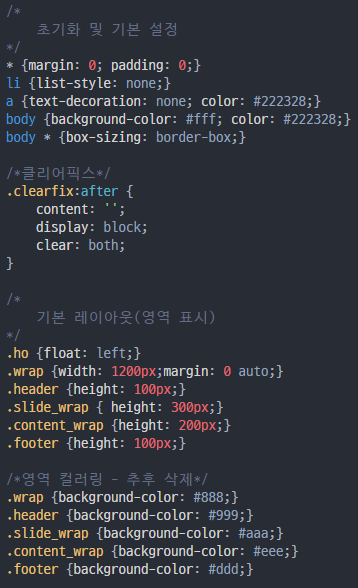 /*
    초기화 및 기본 설정
*/
* {margin: 0; padding: 0;}
li {list-style: none;}
a {text-decoration: none; color: #222328;}
body {background-color: #fff; color: #222328;}
body * {box-sizing: border-box;}

/*클리어픽스*/
.clearfix:after {
    content: '';
    display: block;
    clear: both;
}

/*
    기본 레이아웃(영역 표시)
*/
.ho {float: left;}
.wrap {width: 1200px;margin: 0 auto;}
.header {height: 100px;}
.slide_wrap { height: 300px;}
.content_wrap {height: 200px;}
.footer {height: 100px;}

/*영역 컬러링 - 추후 삭제*/
.wrap {background-color: #888;}
.header {background-color: #999;}
.slide_wrap {background-color: #aaa;}
.content_wrap {background-color: #eee;}
.footer {background-color: #ddd;}